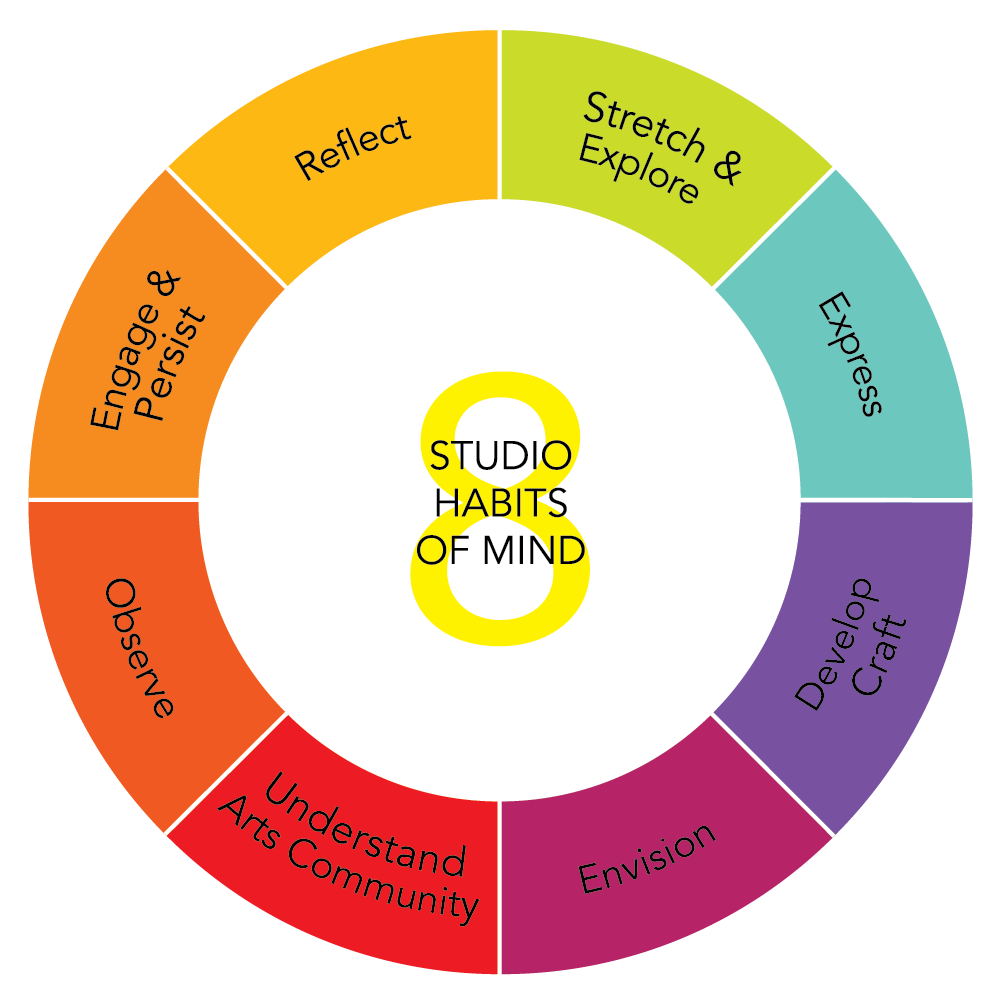 8
STUDIO
HABITS
OF MIND
Stretch &
Explore
Express
Develop
Craft
Envision
Understand
Arts Community
Observe
Engage &
Persist
Reflect